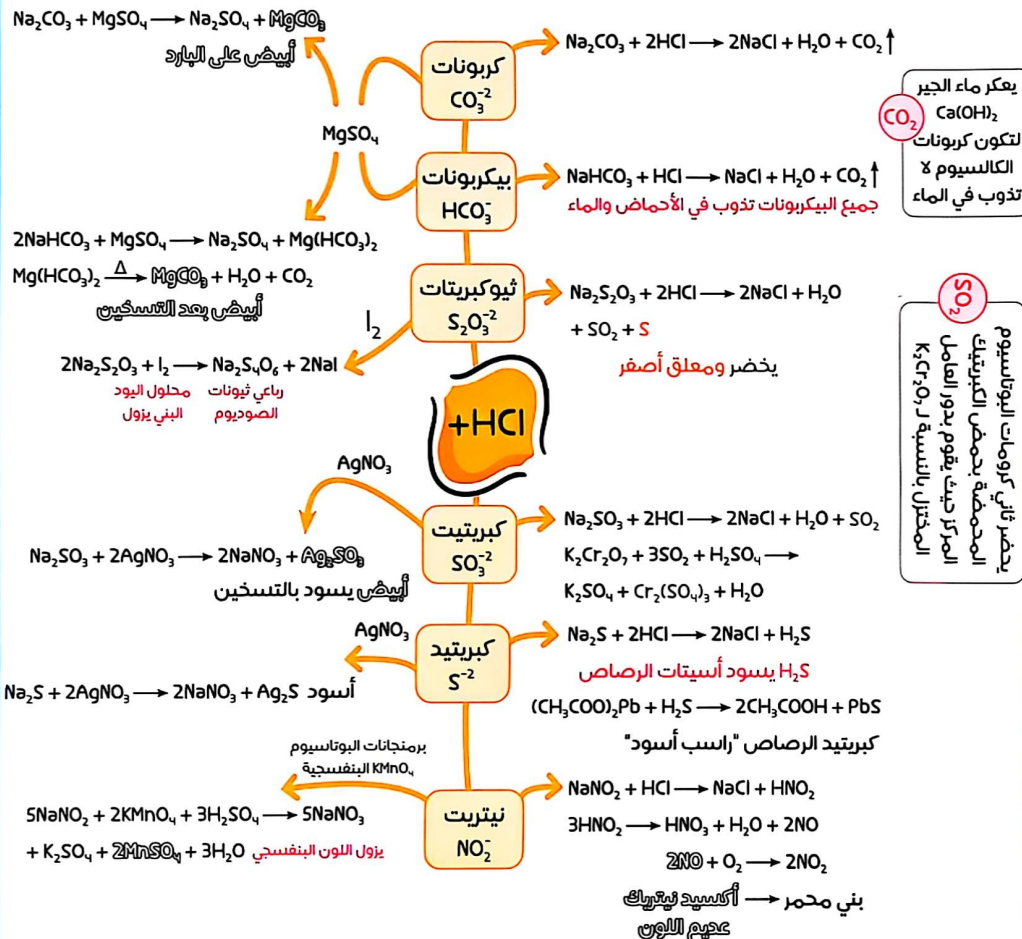 Na₂CO₃ + MgSO₄ ⟶ Na₂SO₄ + MgCO₃
أبيض على البارد
MgSO₄
كربونات
CO₃⁻²
Na₂CO₃ + 2HCl ⟶ 2NaCl + H₂O + CO₂↑
CO₂
يعكر ماء الجير
Ca(OH)₂
لتكون كربونات
الكالسيوم لا
تذوب في الماء
بيكربونات
HCO₃⁻
NaHCO₃ + HCl ⟶ NaCl + H₂O + CO₂↑
جميع البيكربونات تذوب في الأحماض والماء
2NaHCO₃ + MgSO₄ ⟶ Na₂SO₄ + Mg(HCO₃)₂
Mg(HCO₃)₂ ⟶Δ MgCO₃ + H₂O + CO₂
أبيض بعد التسخين
ثيوكبريتات
S₂O₃⁻²
Na₂S₂O₃ + 2HCl ⟶ 2NaCl + H₂O
+ SO₂ + S
يخضر ومعلق أصفر
I₂
2Na₂S₂O₃ + I₂ ⟶ Na₂S₄O₆ + 2NaI
محلول اليود
البني يزول
رباعي ثيونات
الصوديوم
SO₂
يحضر ثاني كرومات البوتاسيوم
المحمضة بحمض الكبريتيك
المركز حيث يقوم بدور العامل
المختزل بالنسبة لـ K₂Cr₂O₇
+HCl
AgNO₃
كبريتيت
SO₃⁻²
Na₂SO₃ + 2HCl ⟶ 2NaCl + H₂O + SO₂
K₂Cr₂O₇ + 3SO₂ + H₂SO₄ ⟶
K₂SO₄ + Cr₂(SO₄)₃ + H₂O
Na₂SO₃ + 2AgNO₃ ⟶ 2NaNO₃ + Ag₂SO₃
أبيض يسود بالتسخين
AgNO₃
كبريتيد
S⁻²
Na₂S + 2HCl ⟶ 2NaCl + H₂S
H₂S يسود أسيتات الرصاص
(CH₃COO)₂Pb + H₂S ⟶ 2CH₃COOH + PbS
كبريتيد الرصاص "راسب أسود"
Na₂S + 2AgNO₃ ⟶ 2NaNO₃ + Ag₂S أسود
برمنجانات البوتاسيوم
KMnO₄ البنفسجية
نيتريت
NO₂⁻
5NaNO₂ + 2KMnO₄ + 3H₂SO₄ ⟶ 5NaNO₃
+ K₂SO₄ + 2MnSO₄ + 3H₂O يزول اللون البنفسجي
NaNO₂ + HCl ⟶ NaCl + HNO₂
3HNO₂ ⟶ HNO₃ + H₂O + 2NO
2NO + O₂ ⟶ 2NO₂
أكسيد نيتريك ⟶ بني محمر
عديم اللون